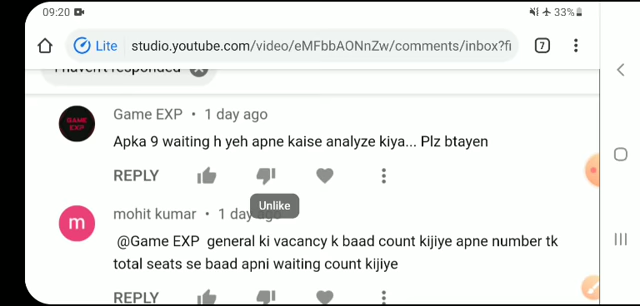 09:20 33%
Lite studio.youtube.com/video/eMFbbAONnZw/comments/inbox?fi 7
I haven't responded
GAME EXP
Game EXP • 1 day ago
Apka 9 waiting h yeh apne kaise analyze kiya... Plz btayen
REPLY
Unlike
m mohit kumar • 1 day ago
@Game EXP general ki vacancy k baad count kijiye apne number tk
total seats se baad apni waiting count kijiye
REPLY